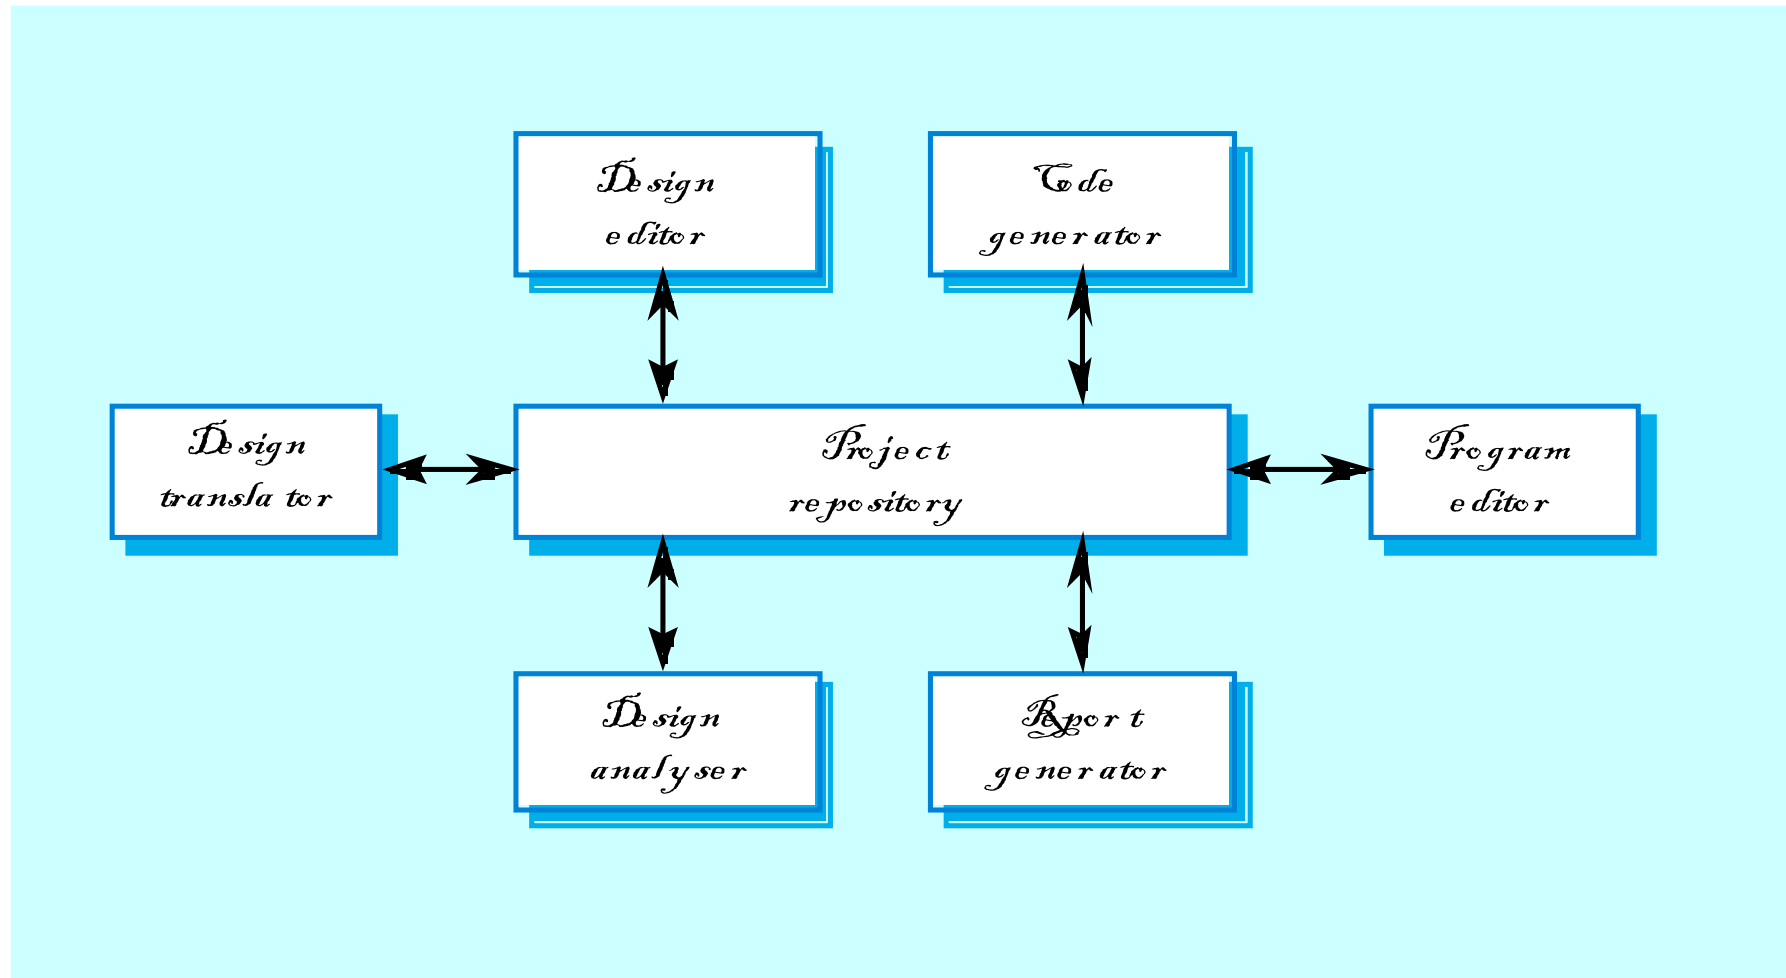 Design
editor
Code
generator
Design
translator
Project
repository
Program
editor
Design
analyser
Report
generator